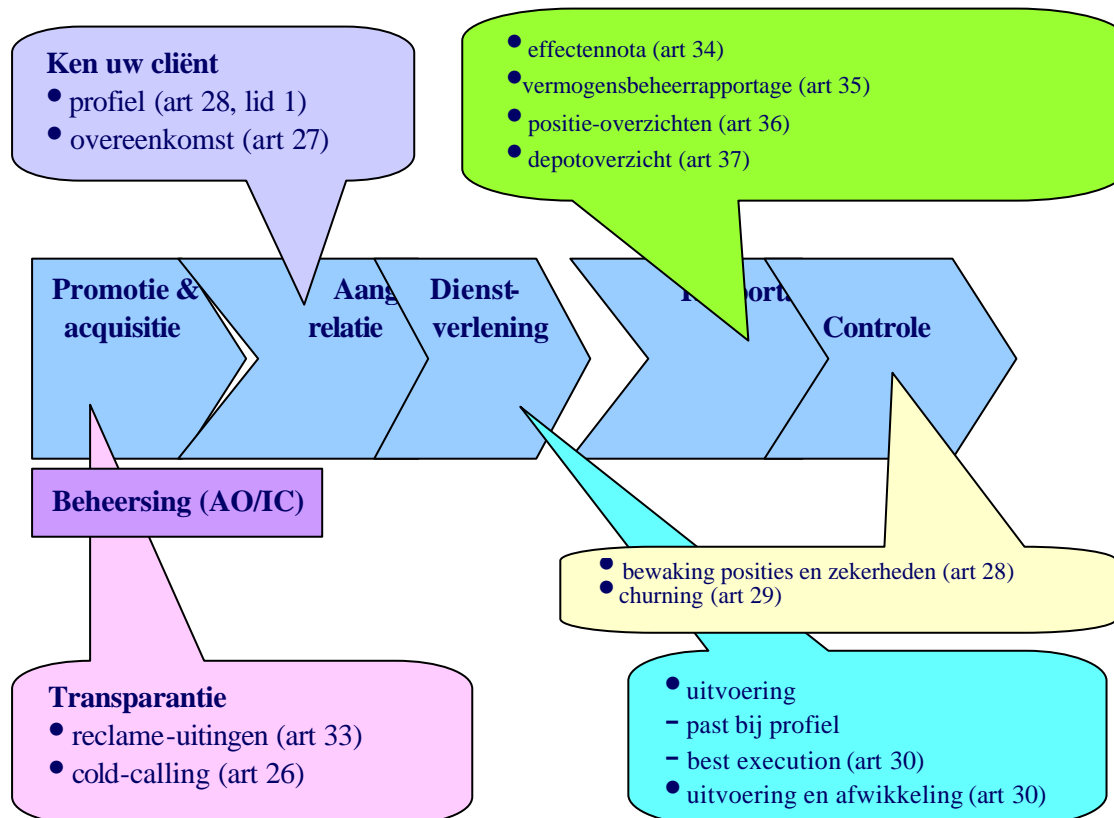 Ken uw cliënt
• profiel (art 28, lid 1)
• overeenkomst (art 27)
• effectennota (art 34)
• vermogensbeheerrapportage (art 35)
• positie-overzichten (art 36)
• depotoverzicht (art 37)
Promotie &
acquisitie
relatie
Dienst-
verlening
Controle
Beheersing (AO/IC)
• bewaking posities en zekerheden (art 28)
• churning (art 29)
Transparantie
• reclame-uitingen (art 33)
• cold-calling (art 26)
• uitvoering
– past bij profiel
– best execution (art 30)
• uitvoering en afwikkeling (art 30)